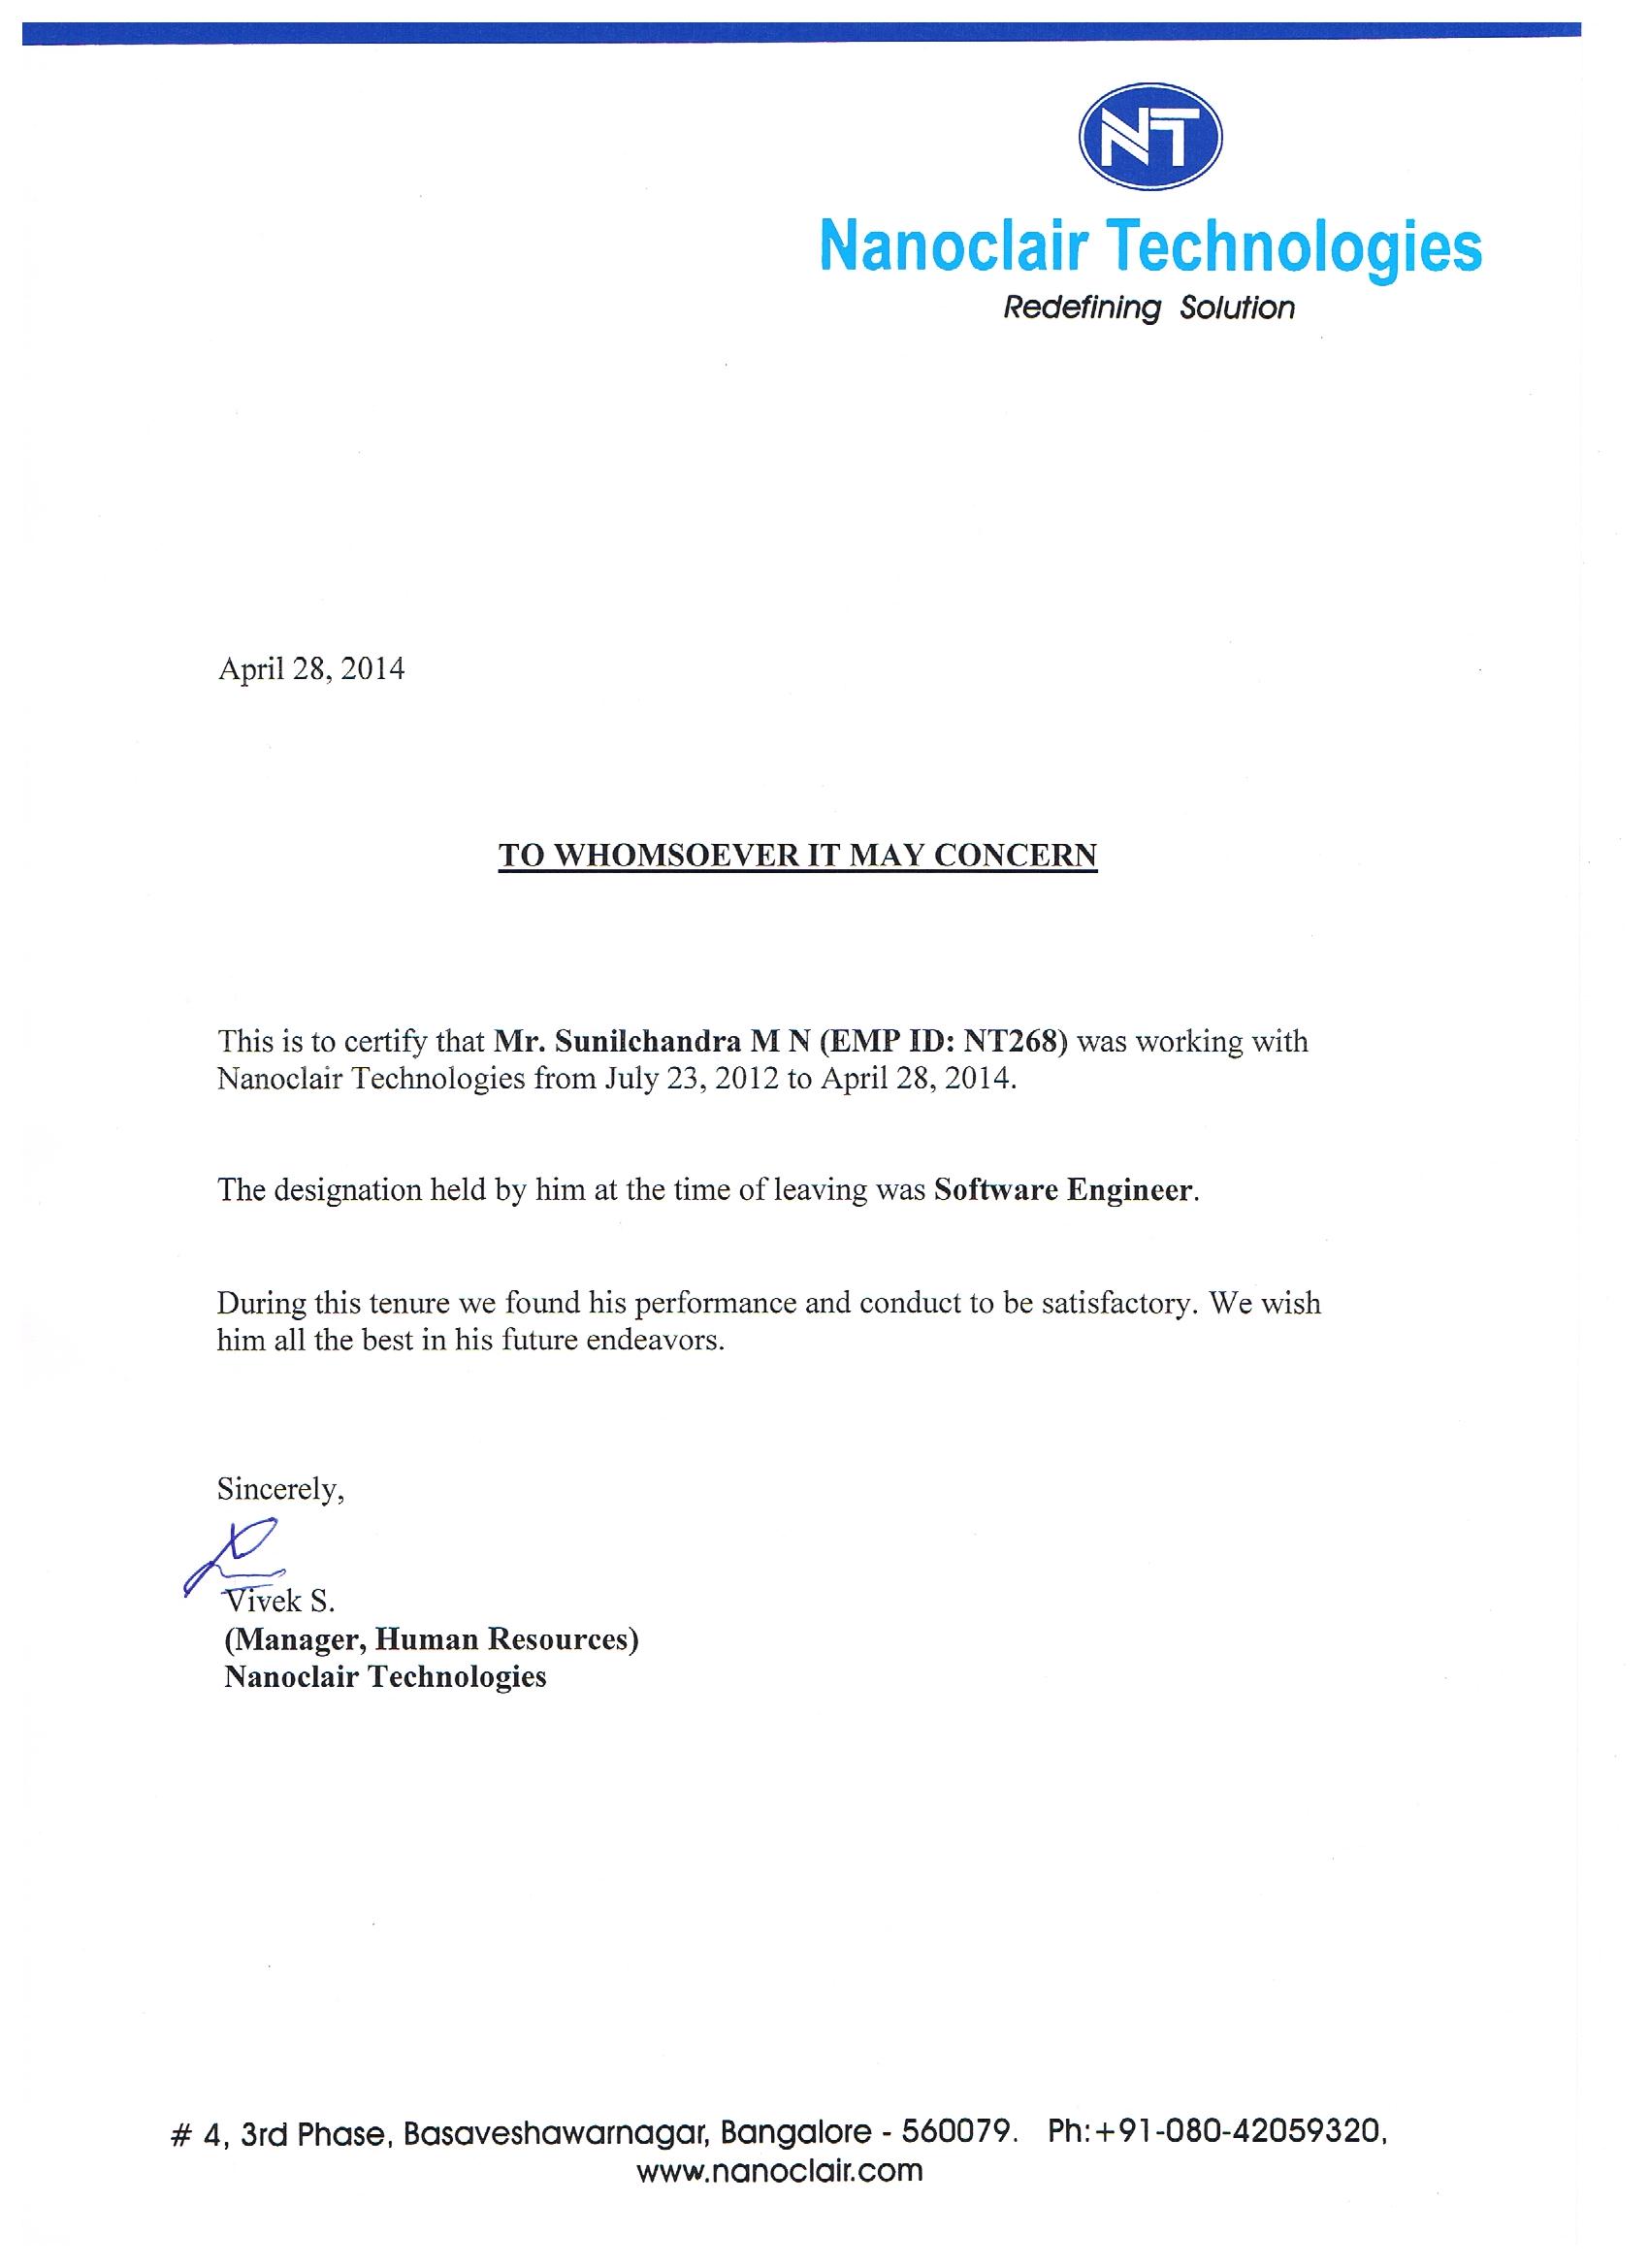 NT
Nanoclair Technologies
Redefining Solution
April 28, 2014
TO WHOMSOEVER IT MAY CONCERN
This is to certify that Mr. Sunilchandra M N (EMP ID: NT268) was working with
Nanoclair Technologies from July 23, 2012 to April 28, 2014.
The designation held by him at the time of leaving was Software Engineer.
During this tenure we found his performance and conduct to be satisfactory. We wish
him all the best in his future endeavors.
Sincerely,
Vivek S.
(Manager, Human Resources)
Nanoclair Technologies
# 4, 3rd Phase, Basaveshawarnagar, Bangalore - 560079. Ph:+91-080-42059320,
www.nanoclair.com